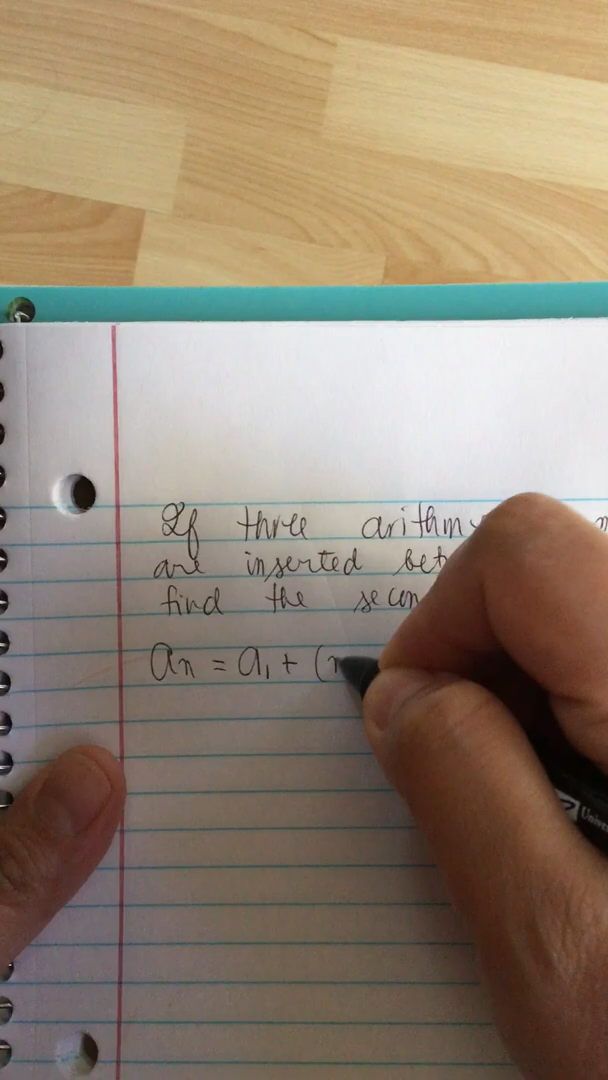 If three arithm
are inserted bet
find the secon
an = a1 + (n